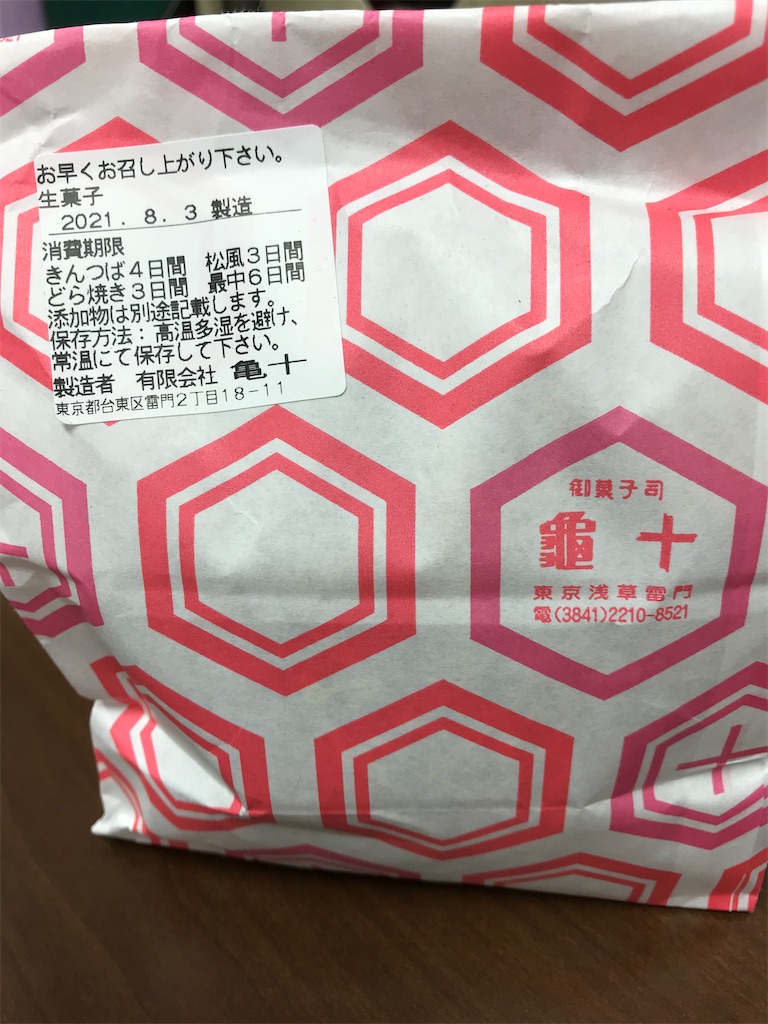 お早くお召し上がり下さい。
生菓子
2021. 8. 3 製造
消費期限
きんつば4日間 松風3日間
どら焼き3日間 最中6日間
添加物は別途記載します。
保存方法:高温多湿を避け、
常温にて保存して下さい。
製造者 有限会社 亀十
東京都台東区雷門2丁目18-11
御菓子司
龜十
東京浅草雷門
電(3841)2210-8521